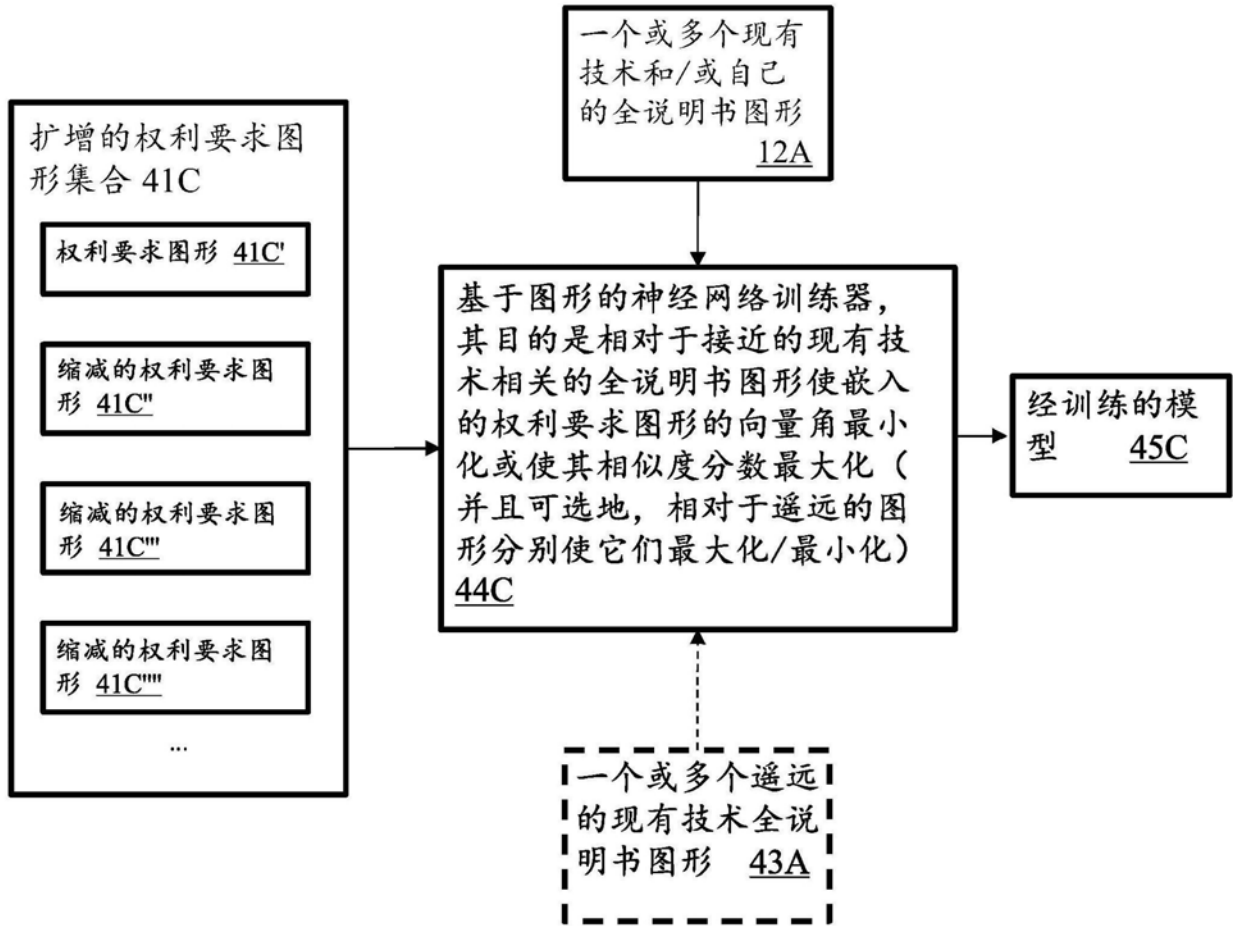 一个或多个现有
技术和/或自己
的全说明书图形
12A
扩增的权利要求图
形集合 41C
权利要求图形 41C'
缩减的权利要求图
形 41C''
缩减的权利要求图
形 41C'''
缩减的权利要求图
形 41C''''
...
基于图形的神经网络训练器，
其目的是相对于接近的现有技
术相关的全说明书图形使嵌入
的权利要求图形的向量角最小
化或使其相似度分数最大化（
并且可选地，相对于遥远的图
形分别使它们最大化/最小化）
44C
经训练的模
型 45C
一个或多个遥远
的现有技术全说
明书图形 43A